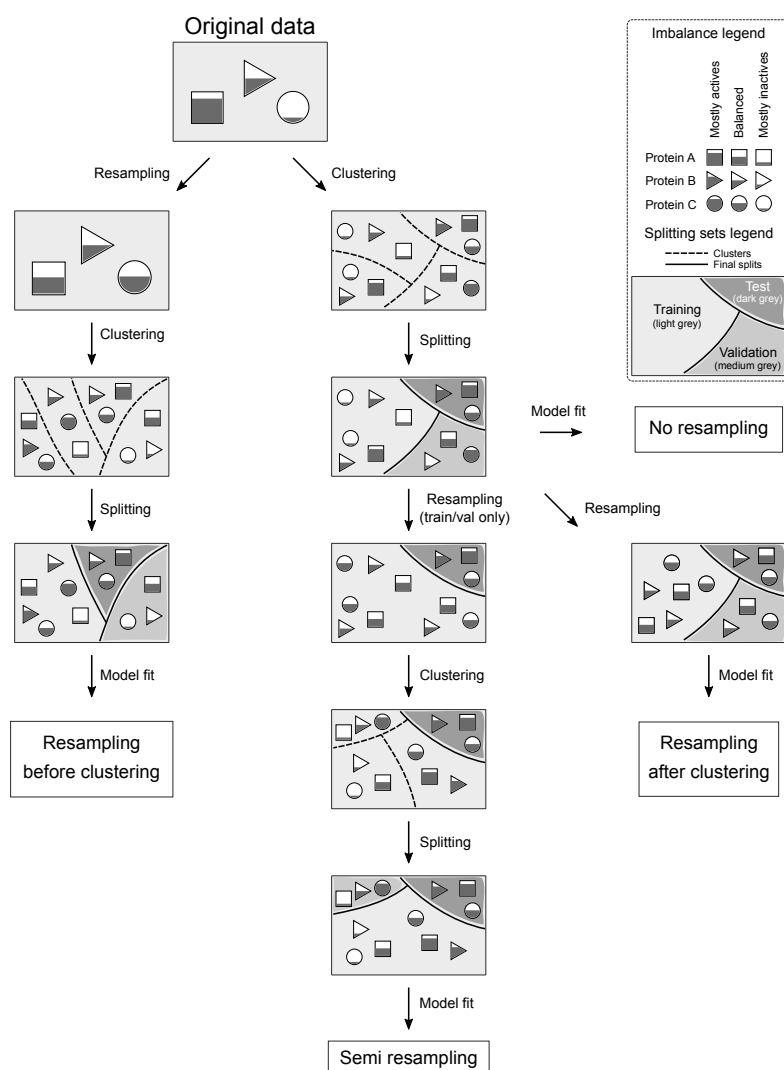 Original data
Imbalance legend
Mostly actives
Balanced
Mostly inactives
Protein A
Protein B
Protein C
Splitting sets legend
Clusters
Final splits
Test
(dark grey)
Training
(light grey)
Validation
(medium grey)
Resampling
Clustering
Clustering
Splitting
Model fit
No resampling
Splitting
Resampling
(train/val only)
Resampling
Model fit
Clustering
Model fit
Resampling
before clustering
Resampling
after clustering
Splitting
Model fit
Semi resampling